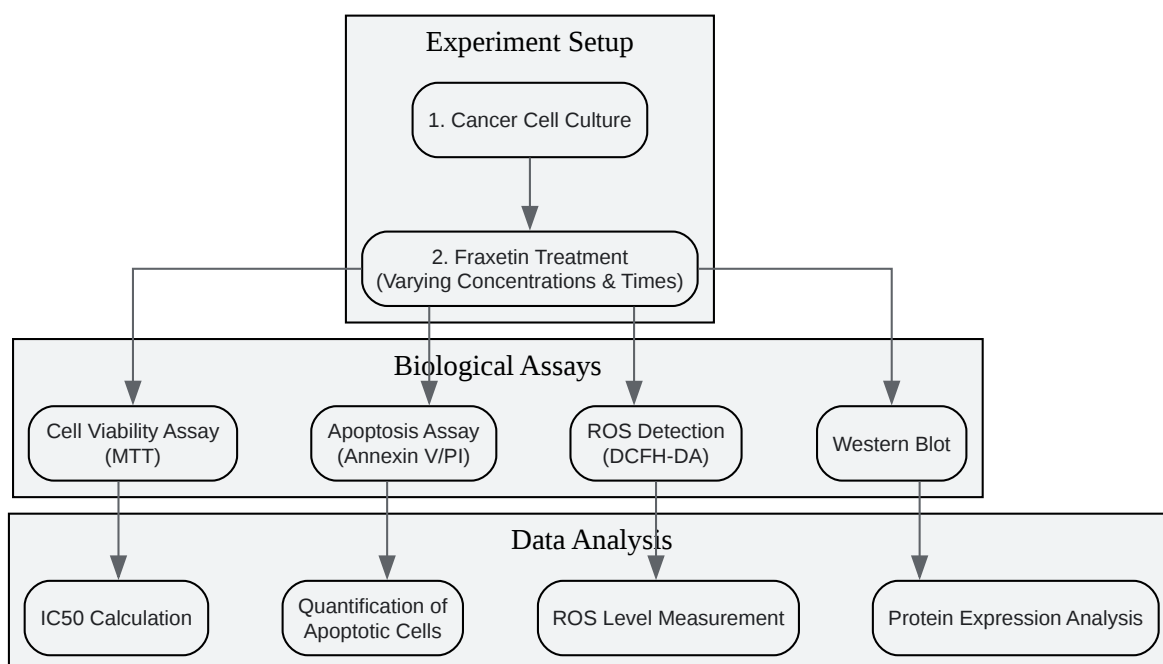 Experiment Setup
1. Cancer Cell Culture
2. Fraxetin Treatment
(Varying Concentrations & Times)
Biological Assays
Cell Viability Assay
(MTT)
Apoptosis Assay
(Annexin V/PI)
ROS Detection
(DCFH-DA)
Western Blot
Data Analysis
IC50 Calculation
Quantification of
Apoptotic Cells
ROS Level Measurement
Protein Expression Analysis